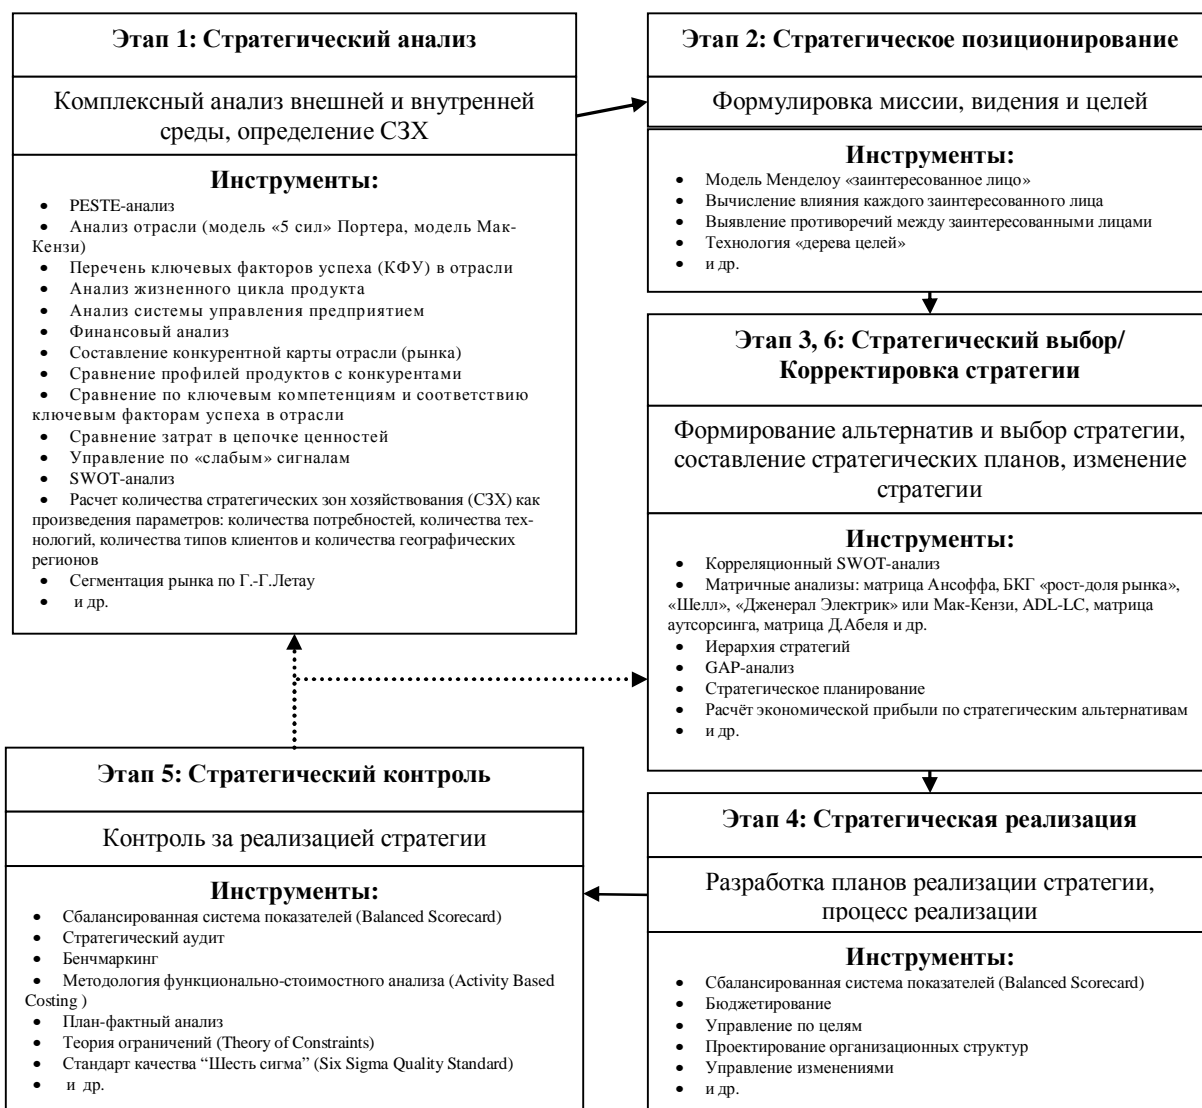 Этап 1: Стратегический анализ
Комплексный анализ внешней и внутренней
среды, определение СЗХ
Инструменты:
• PESTE-анализ
• Анализ отрасли (модель «5 сил» Портера, модель Мак-
Кензи)
• Перечень ключевых факторов успеха (КФУ) в отрасли
• Анализ жизненного цикла продукта
• Анализ системы управления предприятием
• Финансовый анализ
• Составление конкурентной карты отрасли (рынка)
• Сравнение профилей продуктов с конкурентами
• Сравнение по ключевым компетенциям и соответствию
ключевым факторам успеха в отрасли
• Сравнение затрат в цепочке ценностей
• Управление по «слабым» сигналам
• SWOT-анализ
• Расчет количества стратегических зон хозяйствования (СЗХ) как
произведения параметров: количества потребностей, количества тех-
нологий, количества типов клиентов и количества географических
регионов
• Сегментация рынка по Г.-Г.Летау
• и др.
Этап 2: Стратегическое позиционирование
Формулировка миссии, видения и целей
Инструменты:
• Модель Менделоу «заинтересованное лицо»
• Вычисление влияния каждого заинтересованного лица
• Выявление противоречий между заинтересованными лицами
• Технология «дерева целей»
• и др.
Этап 3, 6: Стратегический выбор/
Корректировка стратегии
Формирование альтернатив и выбор стратегии,
составление стратегических планов, изменение
стратегии
Инструменты:
• Корреляционный SWOT-анализ
• Матричные анализы: матрица Ансоффа, БКГ «рост-доля рынка»,
«Шелл», «Дженерал Электрик» или Мак-Кензи, ADL-LC, матрица
аутсорсинга, матрица Д.Абеля и др.
• Иерархия стратегий
• GAP-анализ
• Стратегическое планирование
• Расчёт экономической прибыли по стратегическим альтернативам
• и др.
Этап 4: Стратегическая реализация
Разработка планов реализации стратегии,
процесс реализации
Инструменты:
• Сбалансированная система показателей (Balanced Scorecard)
• Бюджетирование
• Управление по целям
• Проектирование организационных структур
• Управление изменениями
• и др.
Этап 5: Стратегический контроль
Контроль за реализацией стратегии
Инструменты:
• Сбалансированная система показателей (Balanced Scorecard)
• Стратегический аудит
• Бенчмаркинг
• Методология функционально-стоимостного анализа (Activity Based
Costing )
• План-фактный анализ
• Теория ограничений (Theory of Constraints)
• Стандарт качества “Шесть сигма” (Six Sigma Quality Standard)
• и др.